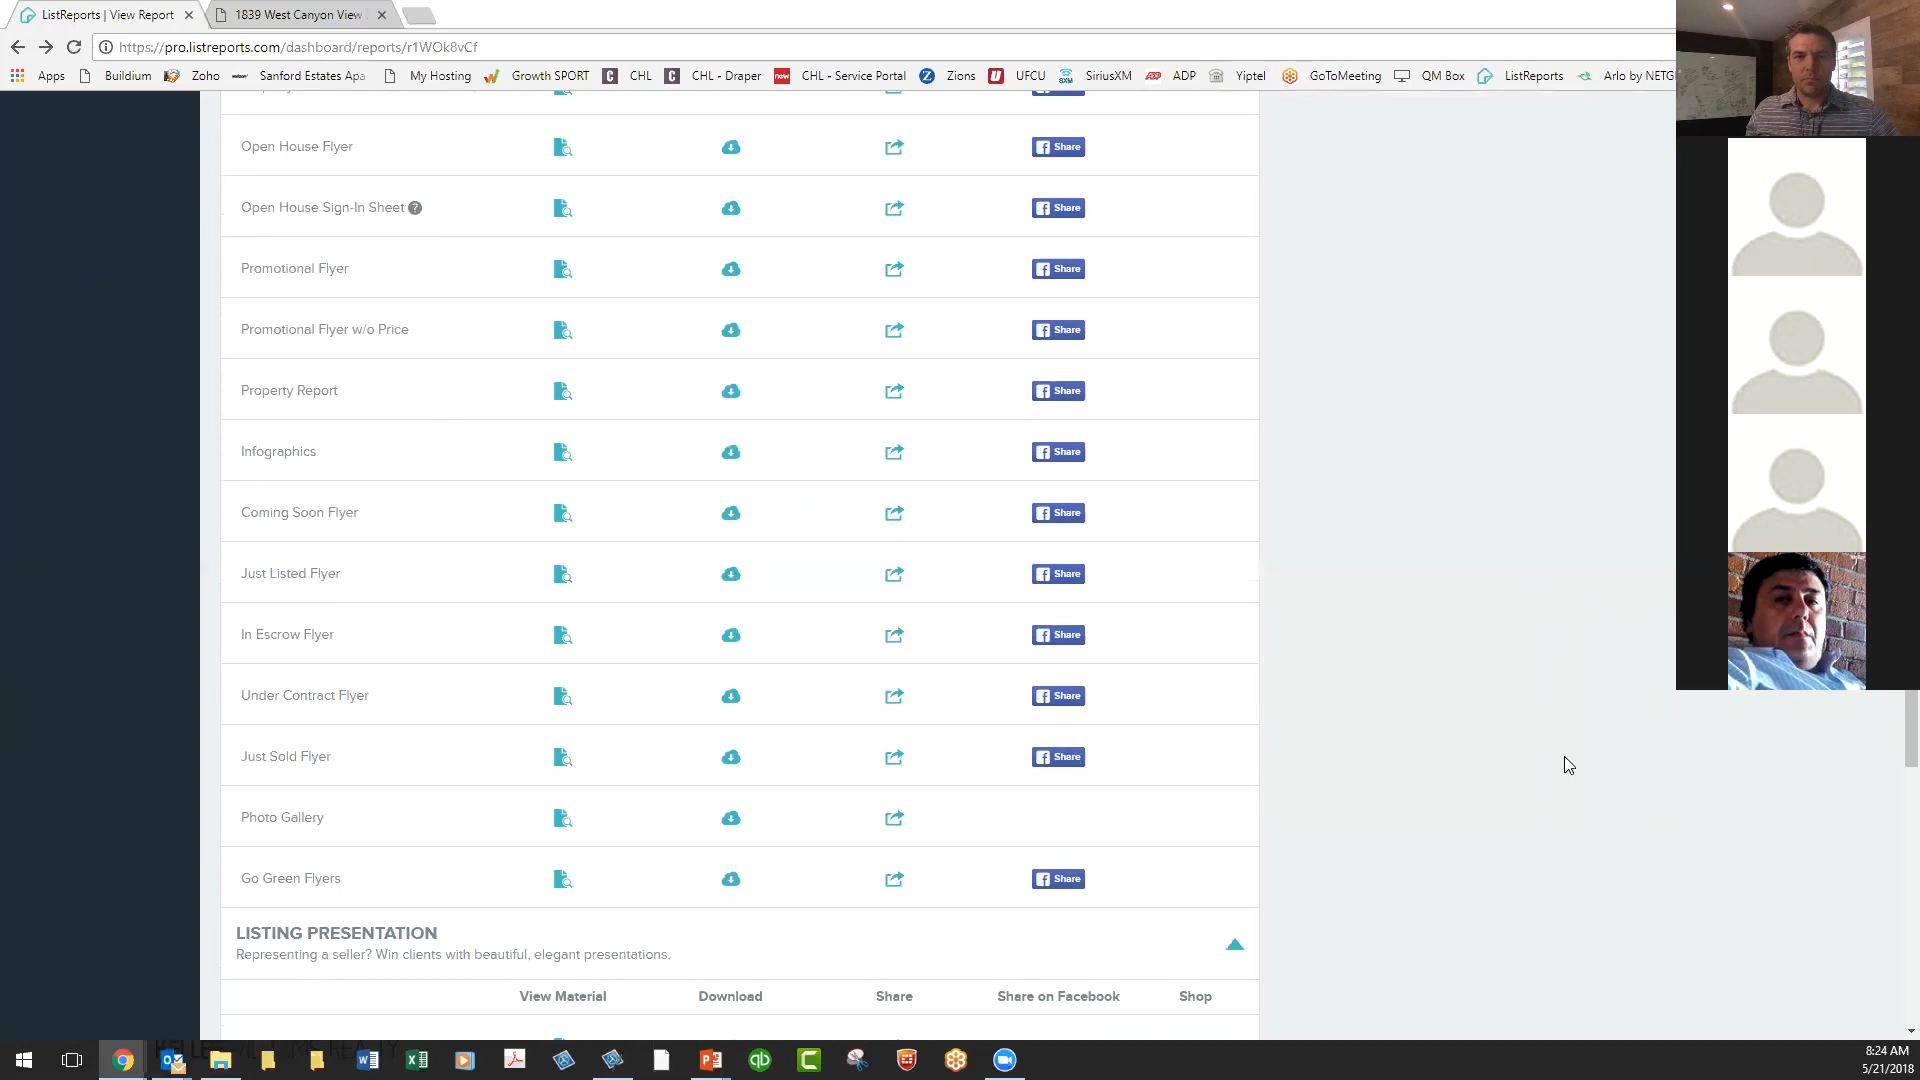 ListReports | View Report
1839 West Canyon View
https://pro.listreports.com/dashboard/reports/r1WOk8vCf
Apps Buildium Zoho Sanford Estates Apa My Hosting Growth SPORT CHL CHL - Draper CHL - Service Portal Zions UFCU SiriusXM ADP Yiptel GoToMeeting QM Box ListReports Arlo by NETG
Open House Flyer Share
Open House Sign-In Sheet ? Share
Promotional Flyer Share
Promotional Flyer w/o Price Share
Property Report Share
Infographics Share
Coming Soon Flyer Share
Just Listed Flyer Share
In Escrow Flyer Share
Under Contract Flyer Share
Just Sold Flyer Share
Photo Gallery
Go Green Flyers Share
LISTING PRESENTATION
Representing a seller? Win clients with beautiful, elegant presentations.
View Material Download Share Share on Facebook Shop
8:24 AM
5/21/2018